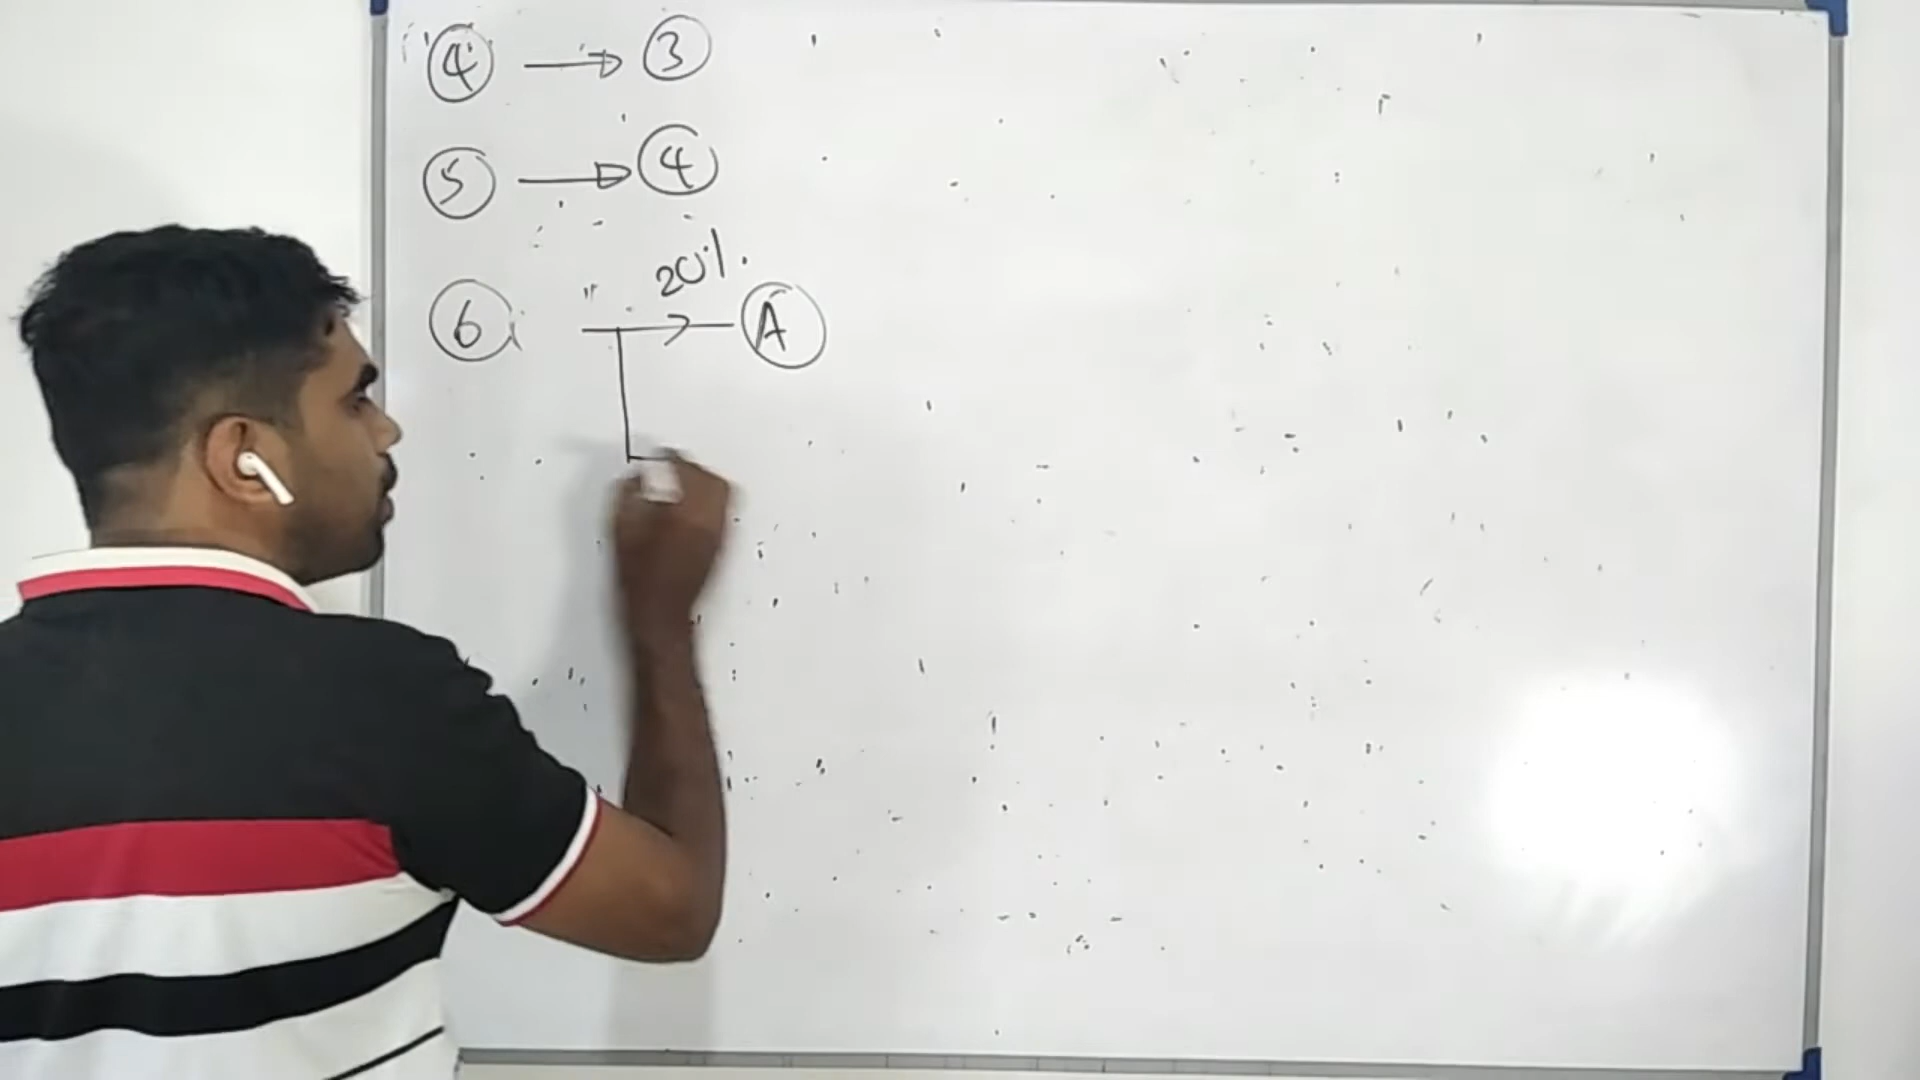 ④ → ③
⑤ → ④
20%
⑥ → Ⓐ